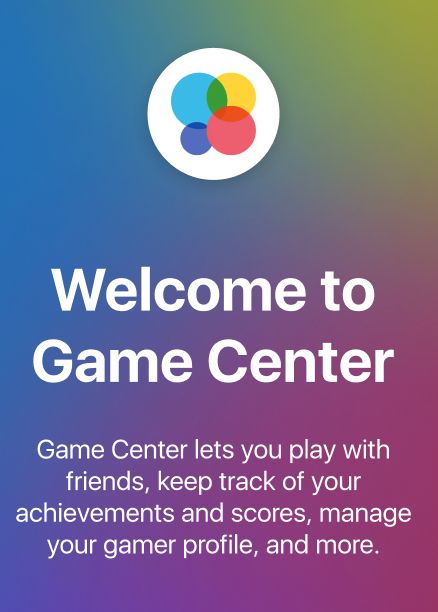 Welcome to
Game Center
Game Center lets you play with
friends, keep track of your
achievements and scores, manage
your gamer profile, and more.